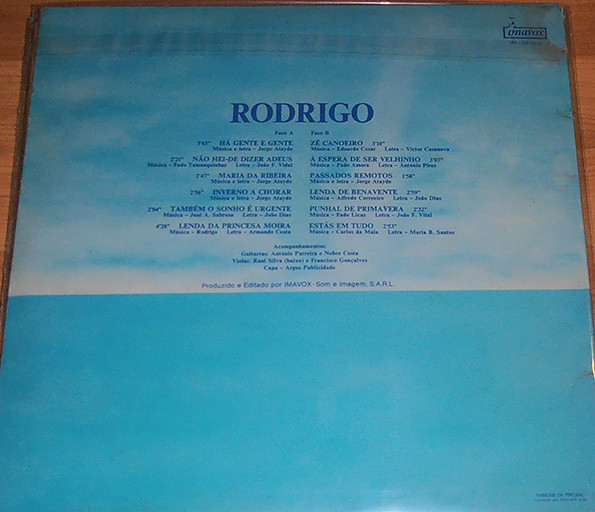 imavox
RODRIGO
Face A
3'03" HÁ GENTE E GENTE
Música e letra - Jorge Atayde
2'21" NÃO HEI-DE DIZER ADEUS
Música - Fado Tamanquinhas Letra - João F. Vidal
2'47" MARIA DA RIBEIRA
Música e letra - Jorge Atayde
2'56" INVERNO A CHORAR
Música e letra - Jorge Atayde
2'04" TAMBÉM O SONHO É URGENTE
Música - José A. Sabrosa Letra - João Dias
4'28" LENDA DA PRINCESA MOIRA
Música - Rodrigo Letra - Armando Costa
Face B
ZÉ CANOEIRO 3'10"
Música - Eduardo Cesar Letra - Victor Casanova
À ESPERA DE SER VELHINHO 3'07"
Música - Fado Amora Letra - António Pires
PASSADOS REMOTOS 1'58"
Música e letra - Jorge Atayde
LENDA DE BENAVENTE 2'59"
Música - Alfredo Correeiro Letra - João Dias
PUNHAL DE PRIMAVERA 2'32"
Música - Fado Licas Letra - João F. Vital
ESTÁS EM TUDO 2'53"
Música - Carlos da Maia Letra - Maria B. Santos
Acompanhamentos:
Guitarras: António Parreira e Nobre Costa
Violas: Raul Silva (baixo) e Francisco Gonçalves
Capa - Argus Publicidade
Produzido e Editado por IMAVOX-Som e Imagem, S.A.R.L.